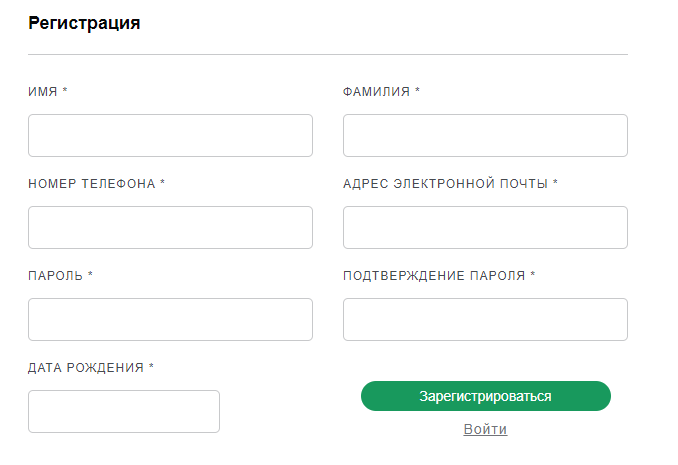 Регистрация
ИМЯ *
ФАМИЛИЯ *
НОМЕР ТЕЛЕФОНА *
АДРЕС ЭЛЕКТРОННОЙ ПОЧТЫ *
ПАРОЛЬ *
ПОДТВЕРЖДЕНИЕ ПАРОЛЯ *
ДАТА РОЖДЕНИЯ *
Зарегистрироваться
Войти